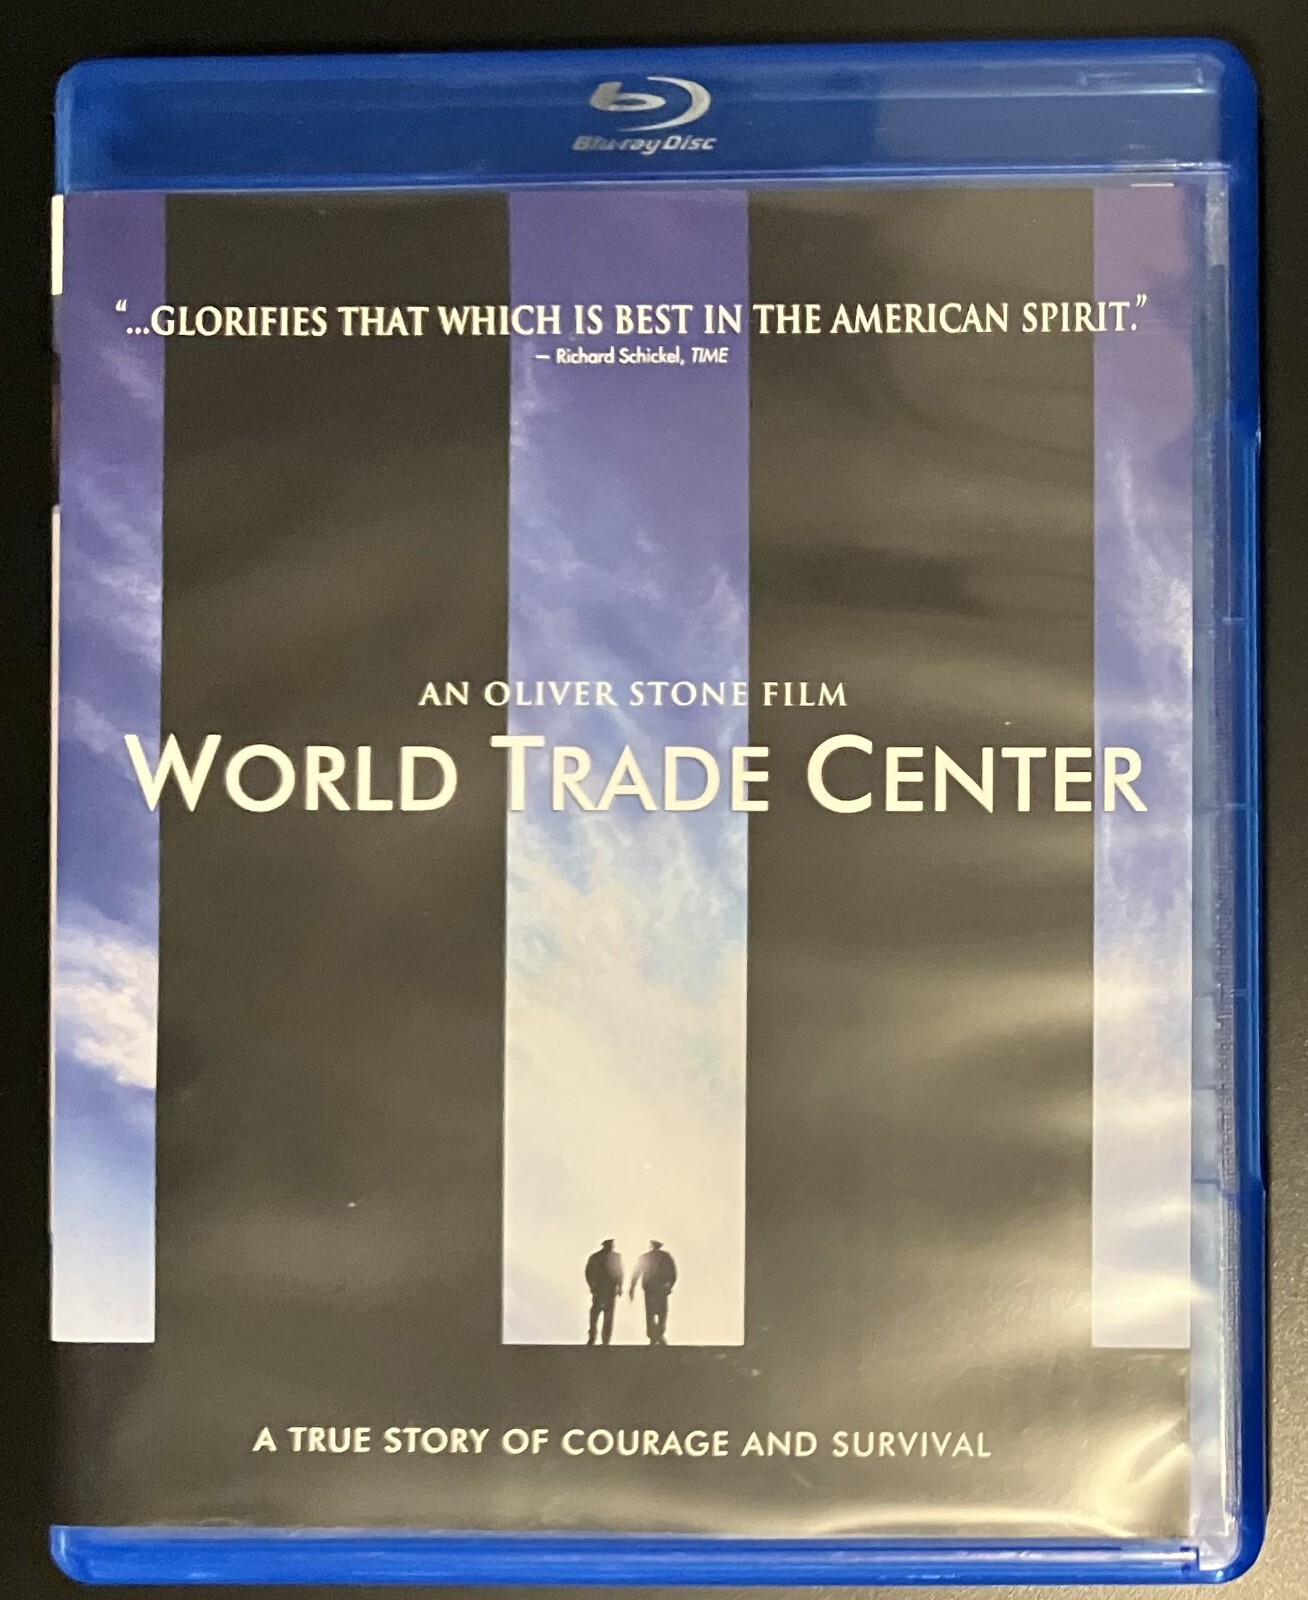 Blu-ray Disc
“...GLORIFIES THAT WHICH IS BEST IN THE AMERICAN SPIRIT.”
– Richard Schickel, TIME
AN OLIVER STONE FILM
WORLD TRADE CENTER
A TRUE STORY OF COURAGE AND SURVIVAL